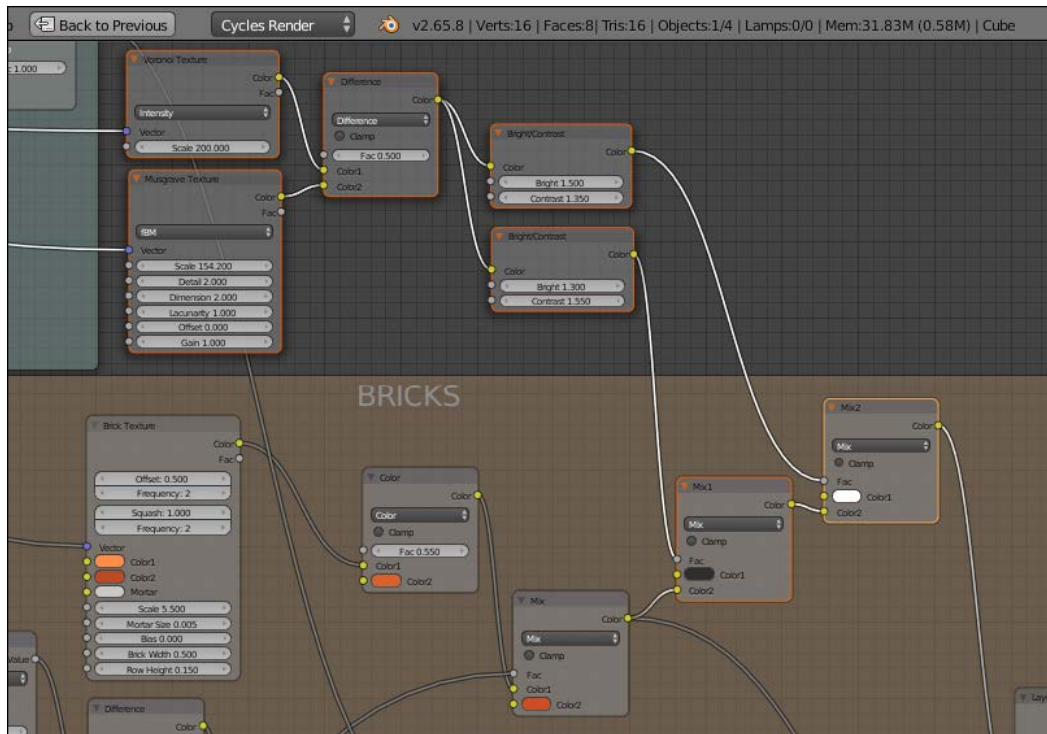 Back to Previous
Cycles Render
v2.65.8 | Verts:16 | Faces:8| Tris:16 | Objects:1/4 | Lamps:0/0 | Mem:31.83M (0.58M) | Cube
1.000
Voronoi Texture
Color
Fac
Intensity
Vector
Scale 200.000
Musgrave Texture
Color
Fac
fBM
Vector
Scale 154.200
Detail 2.000
Dimension 2.000
Lacunarity 1.000
Offset 0.000
Gain 1.000
Difference
Color
Difference
Clamp
Fac 0.500
Color1
Color2
Bright/Contrast
Color
Color
Bright 1.500
Contrast 1.350
Bright/Contrast
Color
Color
Bright 1.300
Contrast 1.550
BRICKS
Brick Texture
Color
Fac
Offset: 0.500
Frequency: 2
Squash: 1.000
Frequency: 2
Vector
Color1
Color2
Mortar
Scale 5.500
Mortar Size 0.005
Bias 0.000
Brick Width 0.500
Row Height 0.150
Color
Color
Color
Clamp
Fac 0.550
Color1
Color2
Mix
Color
Mix
Clamp
Fac
Color1
Color2
Mix1
Color
Mix
Clamp
Fac
Color1
Color2
Mix2
Color
Mix
Clamp
Fac
Color1
Color2
Value
Difference
Color
Lay